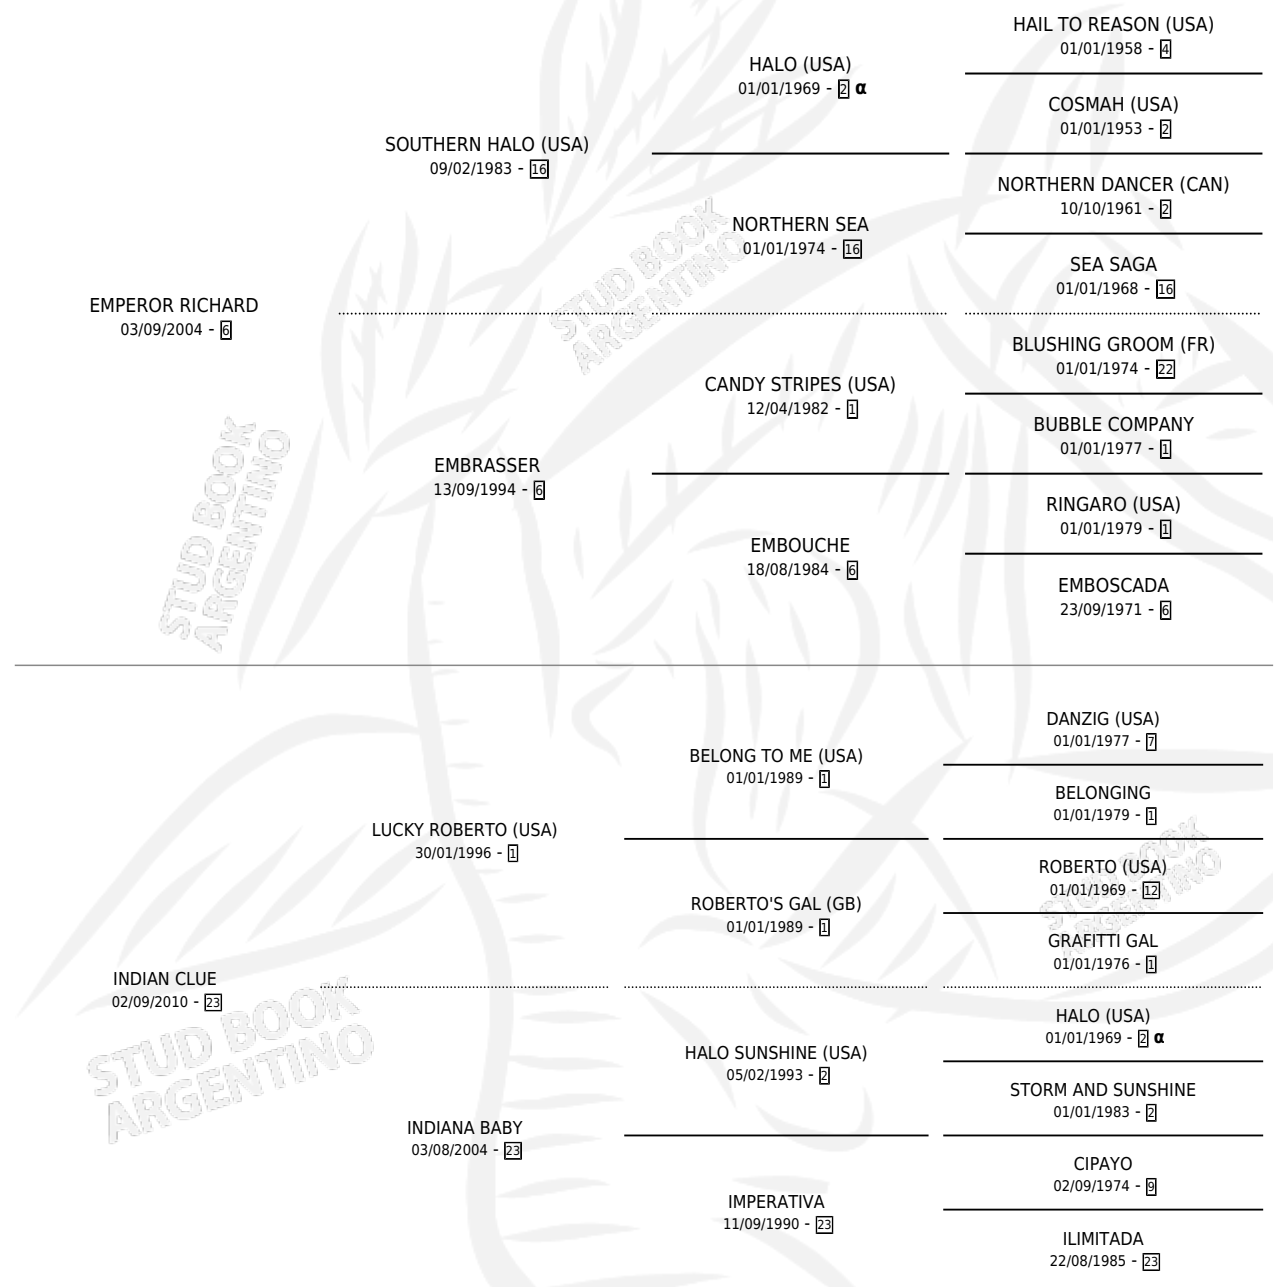 HAIL TO REASON (USA)
01/01/1958 - 4
HALO (USA)
01/01/1969 - 2 α
COSMAH (USA)
01/01/1953 - 2
SOUTHERN HALO (USA)
09/02/1983 - 16
NORTHERN DANCER (CAN)
10/10/1961 - 2
NORTHERN SEA
01/01/1974 - 16
SEA SAGA
01/01/1968 - 16
EMPEROR RICHARD
03/09/2004 - 6
BLUSHING GROOM (FR)
01/01/1974 - 22
CANDY STRIPES (USA)
12/04/1982 - 1
BUBBLE COMPANY
01/01/1977 - 1
EMBRASSER
13/09/1994 - 6
RINGARO (USA)
01/01/1979 - 1
EMBOUCHE
18/08/1984 - 6
EMBOSCADA
23/09/1971 - 6
STUD BOOK
ARGENTINO
STUD BOOK
ARGENTINO
DANZIG (USA)
01/01/1977 - 7
BELONG TO ME (USA)
01/01/1989 - 1
BELONGING
01/01/1979 - 1
LUCKY ROBERTO (USA)
30/01/1996 - 1
ROBERTO (USA)
01/01/1969 - 12
ROBERTO'S GAL (GB)
01/01/1989 - 1
GRAFITTI GAL
01/01/1976 - 1
INDIAN CLUE
02/09/2010 - 23
HALO (USA)
01/01/1969 - 2 α
HALO SUNSHINE (USA)
05/02/1993 - 2
STORM AND SUNSHINE
01/01/1983 - 2
INDIANA BABY
03/08/2004 - 23
CIPAYO
02/09/1974 - 9
IMPERATIVA
11/09/1990 - 23
ILIMITADA
22/08/1985 - 23
STUD BOOK
ARGENTINO
STUD BOOK
ARGENTINO